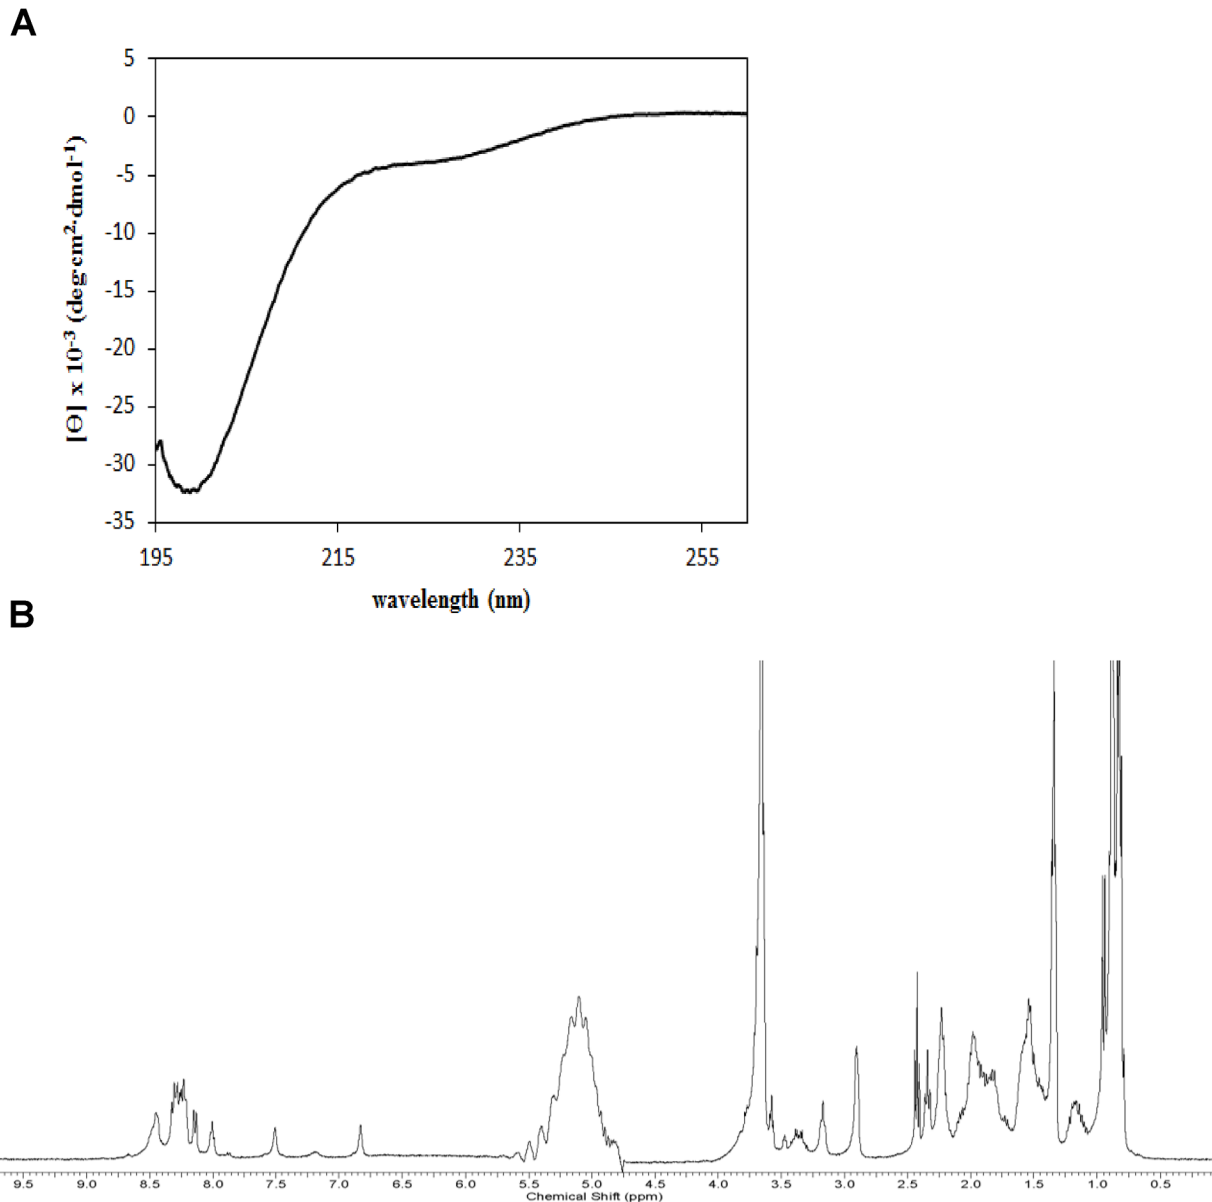 A
5
0
-5
-10
-15
-20
-25
-30
-35
[Θ] x 10⁻³ (deg·cm²·dmol⁻¹)
195 215 235 255
wavelength (nm)
B
9.5 9.0 8.5 8.0 7.5 7.0 6.5 6.0 5.5 5.0 4.5 4.0 3.5 3.0 2.5 2.0 1.5 1.0 0.5
Chemical Shift (ppm)